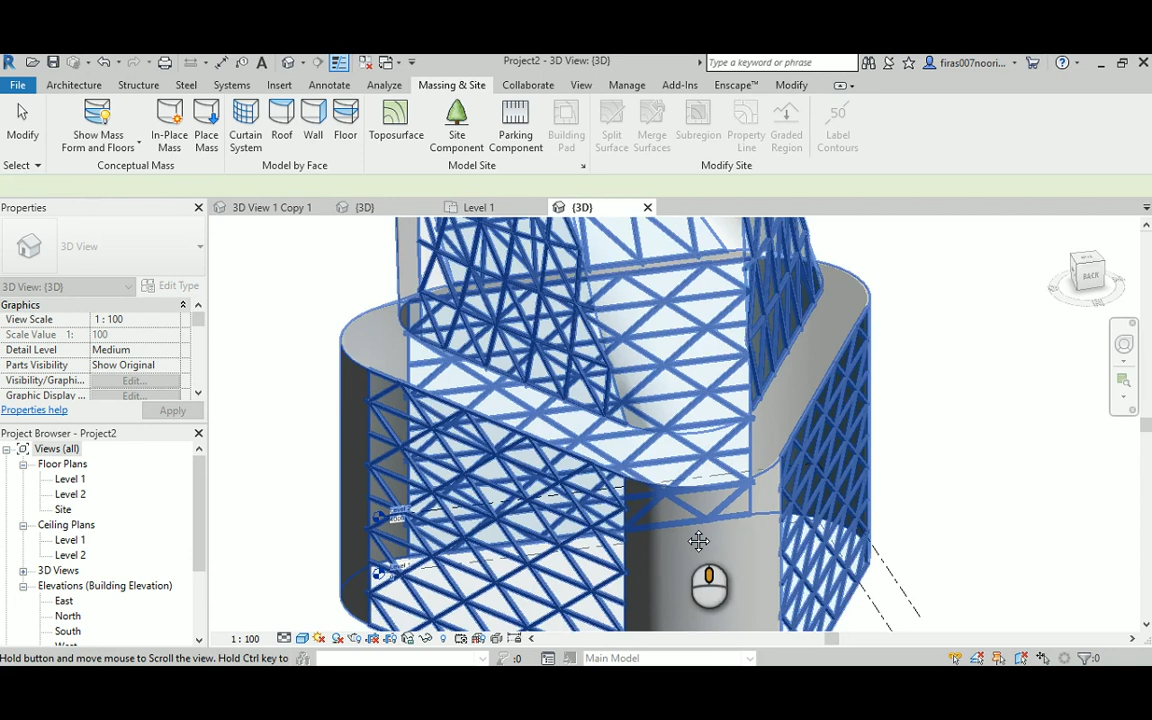 Project2 - 3D View: {3D}
Type a keyword or phrase
firas007noori...
File
Architecture
Structure
Steel
Systems
Insert
Annotate
Analyze
Massing & Site
Collaborate
View
Manage
Add-Ins
Enscape™
Modify
Modify
Show Mass
Form and Floors
In-Place
Mass
Place
Mass
Curtain
System
Roof
Wall
Floor
Toposurface
Site
Component
Parking
Component
Building
Pad
Split
Surface
Merge
Surfaces
Subregion
Property
Line
Graded
Region
50
Label
Contours
Select
Conceptual Mass
Model by Face
Model Site
Modify Site
Properties
3D View 1 Copy 1
{3D}
Level 1
{3D}
3D View
3D View: {3D}
Edit Type
Graphics
View Scale
1 : 100
Scale Value 1:
100
Detail Level
Medium
Parts Visibility
Show Original
Visibility/Graphi...
Edit...
Graphic Display ...
Edit...
Properties help
Apply
Project Browser - Project2
Views (all)
Floor Plans
Level 1
Level 2
Site
Ceiling Plans
Level 1
Level 2
3D Views
Elevations (Building Elevation)
East
North
South
BACK
1 : 100
Hold button and move mouse to Scroll the view. Hold Ctrl key to
:0
Main Model
:0